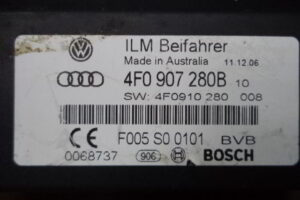 ILM Beifahrer
Made in Australia 11.12.06
4F0 907 280B 10
SW: 4F0910 280 008
CE F005 S0 0101 BVB
0068737 906 BOSCH